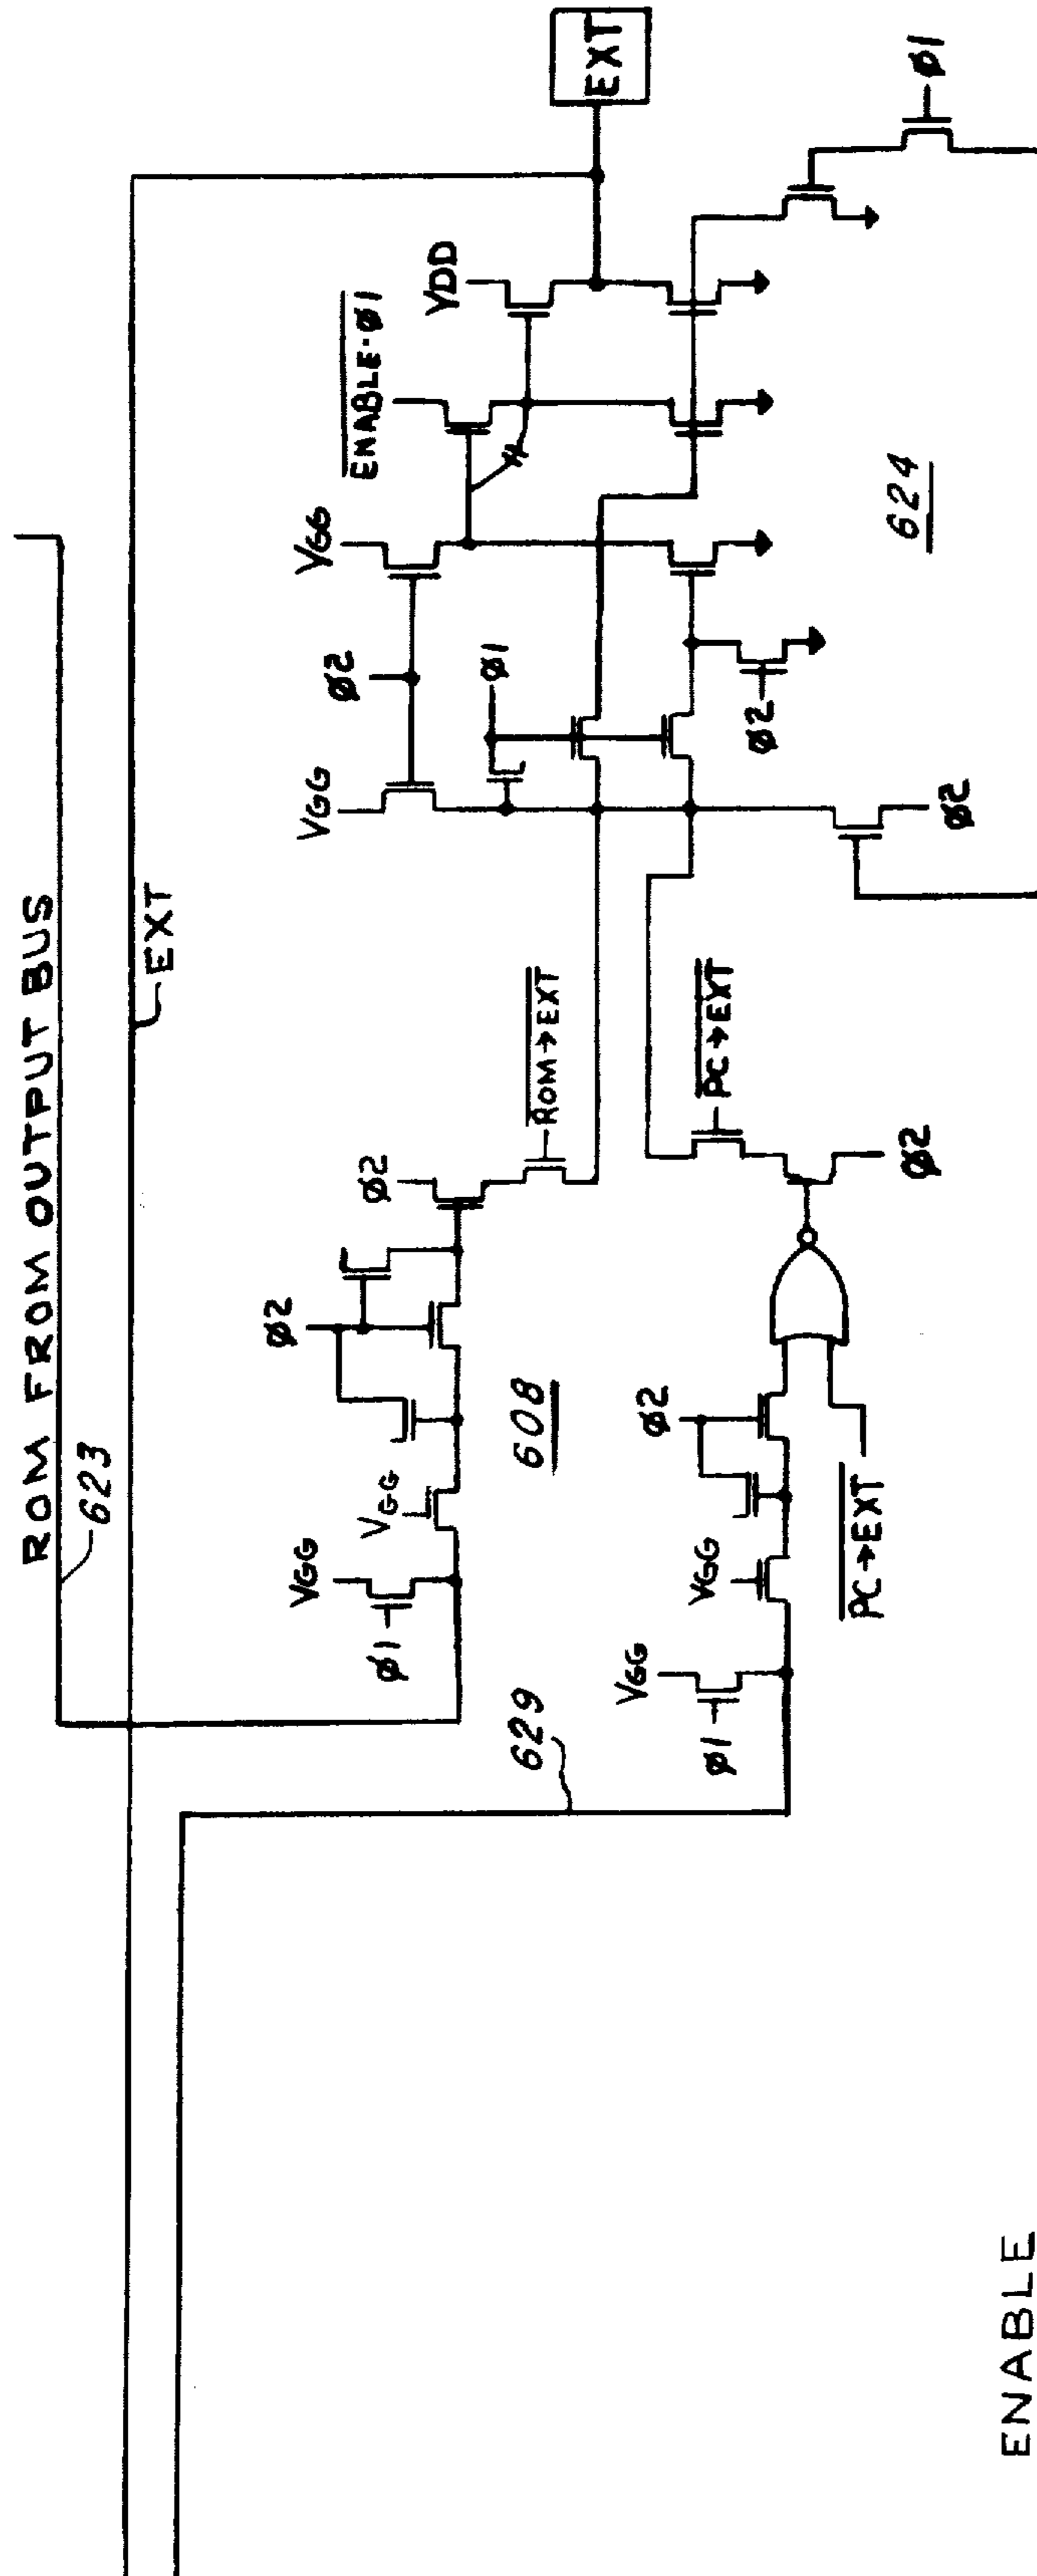 ROM FROM OUTPUT BUS
623
EXT
VGG
ø2
VGG
VGG
ø2
ENABLE·ø1
ø1
VGG
ø2
VDD
ø1
629
608
ROM→EXT
EXT
VGG
ø2
ø1
VGG
PC→EXT
ø2
PC→EXT
ø2
ø2
624
ø1
ENABLE